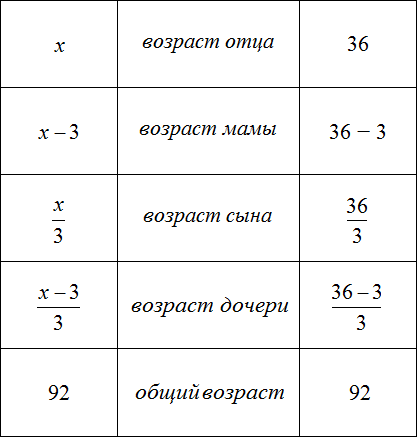 x возраст отца 36
x – 3 возраст мамы 36 − 3
x/3 возраст сына 36/3
x – 3/3 возраст дочери 36 – 3/3
92 общий возраст 92